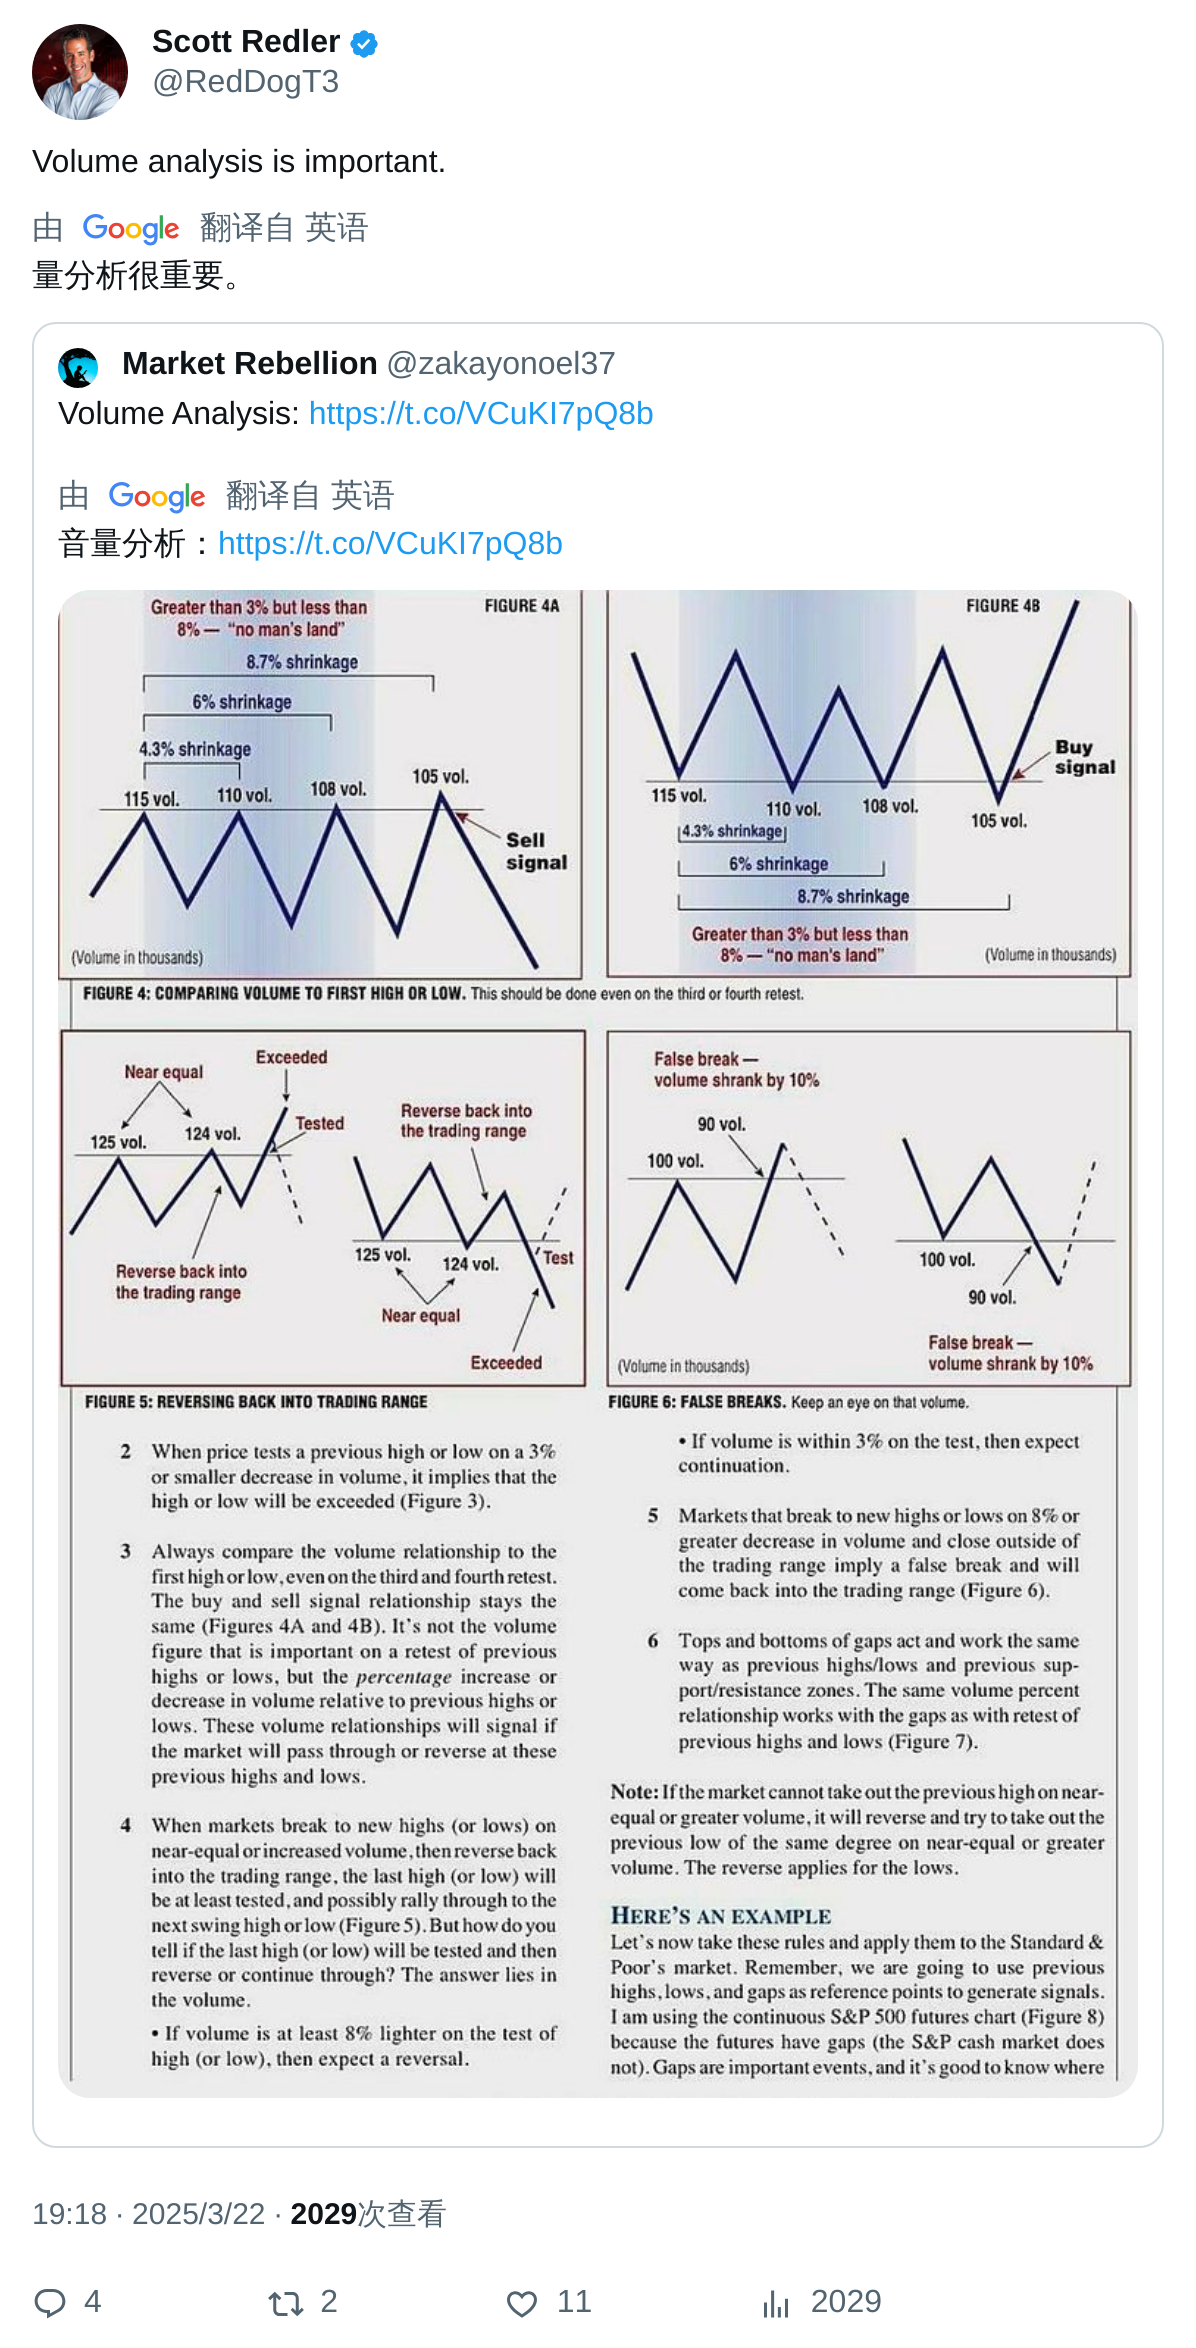 Scott Redler
@RedDogT3
Volume analysis is important.
由 Google 翻译自 英语
量分析很重要。
Market Rebellion @zakayonoel37
Volume Analysis: https://t.co/VCuKI7pQ8b
由 Google 翻译自 英语
音量分析：https://t.co/VCuKI7pQ8b
Greater than 3% but less than
8% — “no man's land”
FIGURE 4A
8.7% shrinkage
6% shrinkage
4.3% shrinkage
115 vol.
110 vol.
108 vol.
105 vol.
Sell
signal
(Volume in thousands)
FIGURE 4B
Buy
signal
115 vol.
110 vol.
108 vol.
105 vol.
4.3% shrinkage
6% shrinkage
8.7% shrinkage
Greater than 3% but less than
8% — “no man's land”
(Volume in thousands)
FIGURE 4: COMPARING VOLUME TO FIRST HIGH OR LOW. This should be done even on the third or fourth retest.
Near equal
Exceeded
Tested
125 vol.
124 vol.
Reverse back into
the trading range
Reverse back into
the trading range
125 vol.
124 vol.
Test
Near equal
Exceeded
False break —
volume shrank by 10%
90 vol.
100 vol.
100 vol.
90 vol.
False break —
volume shrank by 10%
(Volume in thousands)
FIGURE 5: REVERSING BACK INTO TRADING RANGE
FIGURE 6: FALSE BREAKS. Keep an eye on that volume.
2 When price tests a previous high or low on a 3%
or smaller decrease in volume, it implies that the
high or low will be exceeded (Figure 3).
3 Always compare the volume relationship to the
first high or low, even on the third and fourth retest.
The buy and sell signal relationship stays the
same (Figures 4A and 4B). It's not the volume
figure that is important on a retest of previous
highs or lows, but the percentage increase or
decrease in volume relative to previous highs or
lows. These volume relationships will signal if
the market will pass through or reverse at these
previous highs and lows.
4 When markets break to new highs (or lows) on
near-equal or increased volume, then reverse back
into the trading range, the last high (or low) will
be at least tested, and possibly rally through to the
next swing high or low (Figure 5). But how do you
tell if the last high (or low) will be tested and then
reverse or continue through? The answer lies in
the volume.
• If volume is at least 8% lighter on the test of
high (or low), then expect a reversal.
• If volume is within 3% on the test, then expect
continuation.
5 Markets that break to new highs or lows on 8% or
greater decrease in volume and close outside of
the trading range imply a false break and will
come back into the trading range (Figure 6).
6 Tops and bottoms of gaps act and work the same
way as previous highs/lows and previous sup-
port/resistance zones. The same volume percent
relationship works with the gaps as with retest of
previous highs and lows (Figure 7).
Note: If the market cannot take out the previous high on near-
equal or greater volume, it will reverse and try to take out the
previous low of the same degree on near-equal or greater
volume. The reverse applies for the lows.
HERE'S AN EXAMPLE
Let's now take these rules and apply them to the Standard &
Poor's market. Remember, we are going to use previous
highs, lows, and gaps as reference points to generate signals.
I am using the continuous S&P 500 futures chart (Figure 8)
because the futures have gaps (the S&P cash market does
not). Gaps are important events, and it's good to know where
19:18 · 2025/3/22 · 2029次查看
4 2 11 2029